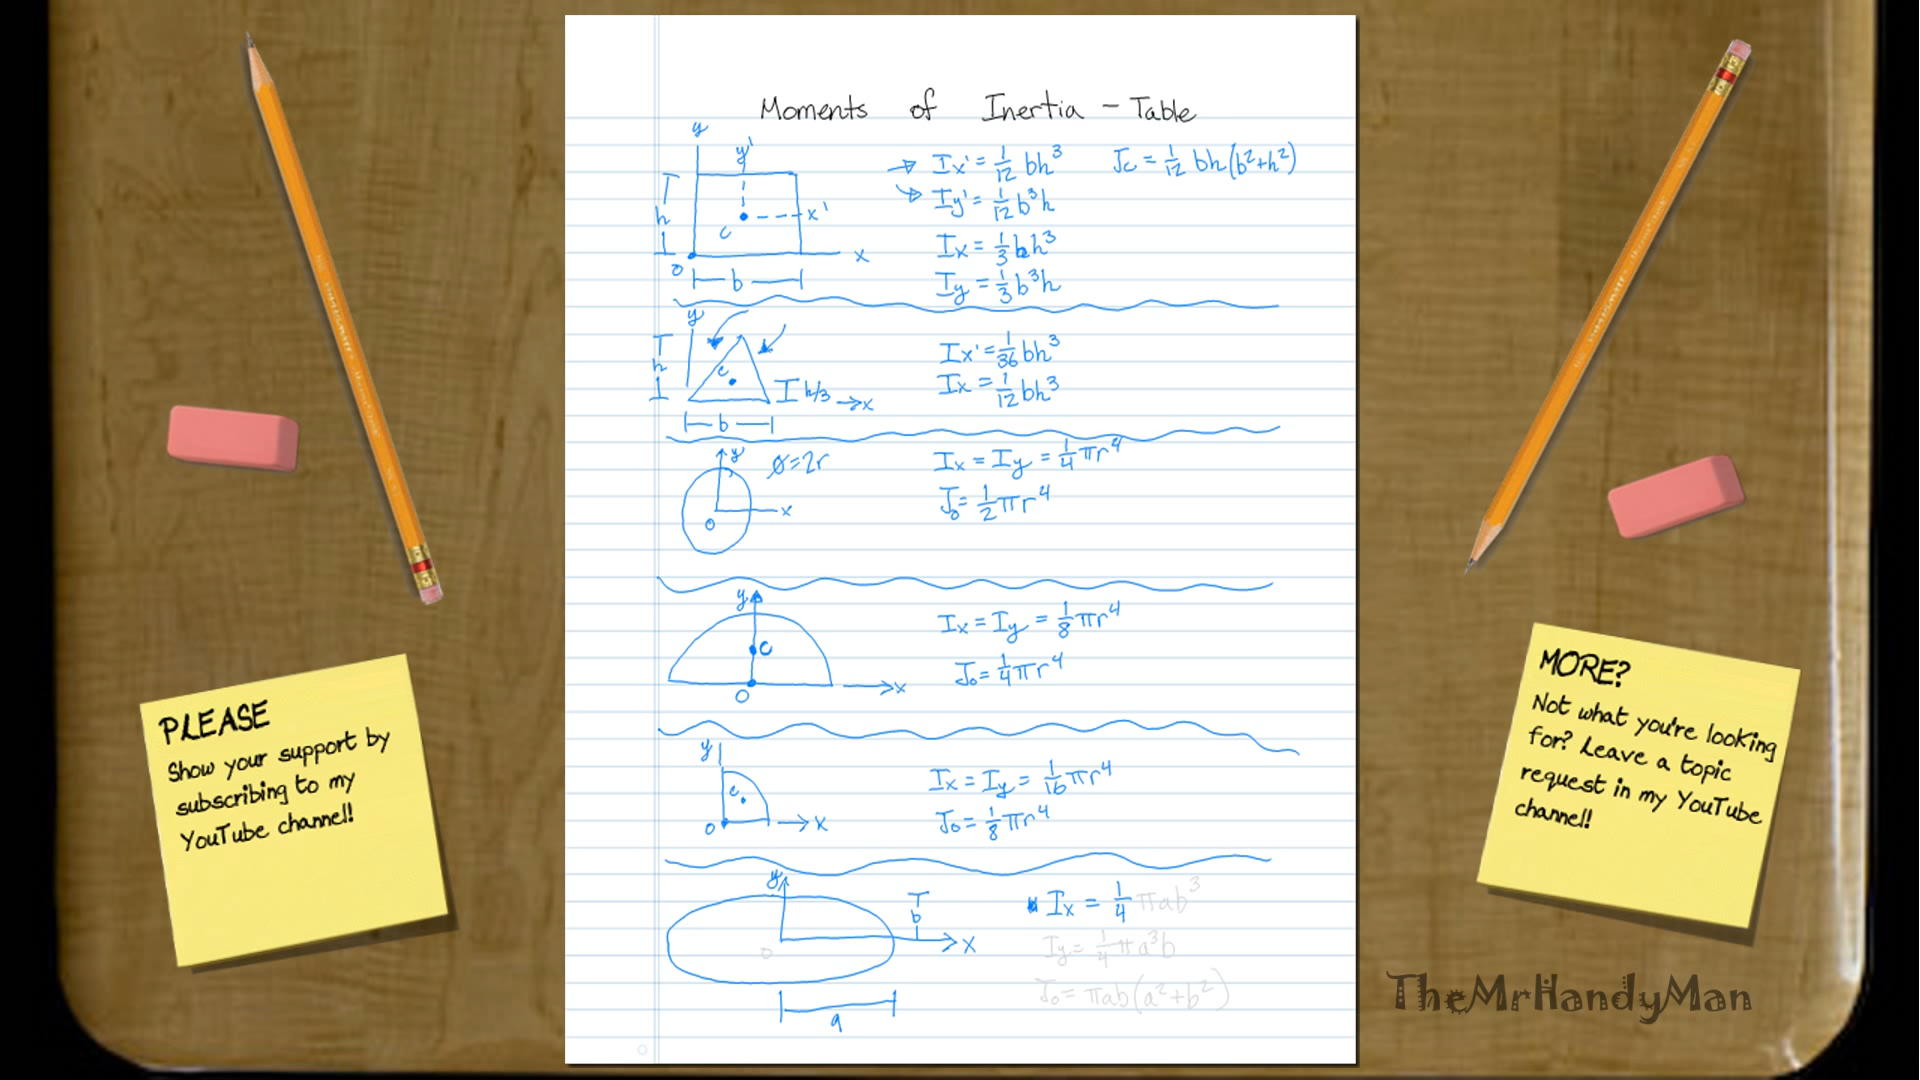 Moments of Inertia – Table
y
y'
h
x'
c
o
x
b
Ix' = 1/12 bh³
Jc = 1/12 bh(b²+h²)
Iy' = 1/12 b³h
Ix = 1/3 bh³
Iy = 1/3 b³h
y
h
c
h/3
x
b
Ix' = 1/36 bh³
Ix = 1/12 bh³
y
ø=2r
x
o
Ix = Iy = 1/4 πr⁴
Jo = 1/2 πr⁴
y
c
o
x
Ix = Iy = 1/8 πr⁴
Jo = 1/4 πr⁴
y
c
o
x
Ix = Iy = 1/16 πr⁴
Jo = 1/8 πr⁴
y
b
x
o
a
Ix = 1/4 πab³
Iy = 1/4 πa³b
Jo = πab(a²+b²)
PLEASE
Show your support by
subscribing to my
YouTube channel!
MORE?
Not what you're looking
for? Leave a topic
request in my YouTube
channel!
TheMrHandyMan